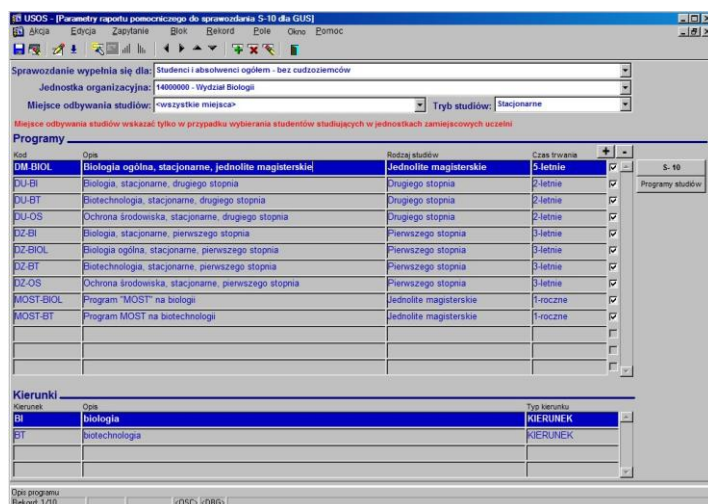 USOS - [Parametry raportu pomocniczego do sprawozdania S-10 dla GUS]
Akcja Edycja Zapytanie Blok Rekord Pole Okno Pomoc
Sprawozdanie wypełnia się dla: Studenci i absolwenci ogółem - bez cudzoziemców
Jednostka organizacyjna: 14000000 - Wydział Biologii
Miejsce odbywania studiów: <wszystkie miejsca> Tryb studiów: Stacjonarne
Miejsce odbywania studiów wskazać tylko w przypadku wybierania studentów studiujących w jednostkach zamiejscowych uczelni
Programy
Kod Opis Rodzaj studiów Czas trwania + -
DM-BIOL Biologia ogólna, stacjonarne, jednolite magisterskie Jednolite magisterskie 5-letnie S- 10
DU-BI Biologia, stacjonarne, drugiego stopnia Drugiego stopnia 2-letnie Programy studiów
DU-BT Biotechnologia, stacjonarne, drugiego stopnia Drugiego stopnia 2-letnie
DU-OS Ochrona środowiska, stacjonarne, drugiego stopnia Drugiego stopnia 2-letnie
DZ-BI Biologia, stacjonarne, pierwszego stopnia Pierwszego stopnia 3-letnie
DZ-BIOL Biologia ogólna, stacjonarne, pierwszego stopnia Pierwszego stopnia 3-letnie
DZ-BT Biotechnologia, stacjonarne, pierwszego stopnia Pierwszego stopnia 3-letnie
DZ-OS Ochrona środowiska, stacjonarne, pierwszego stopnia Pierwszego stopnia 3-letnie
MOST-BIOL Program "MOST" na biologii Jednolite magisterskie 1-roczne
MOST-BT Program MOST na biotechnologii Jednolite magisterskie 1-roczne
Kierunki
Kierunek Opis Typ kierunku
BI biologia KIERUNEK
BT biotechnologia KIERUNEK
Opis programu
Rekord: 1/10 <OSC> <DBG>